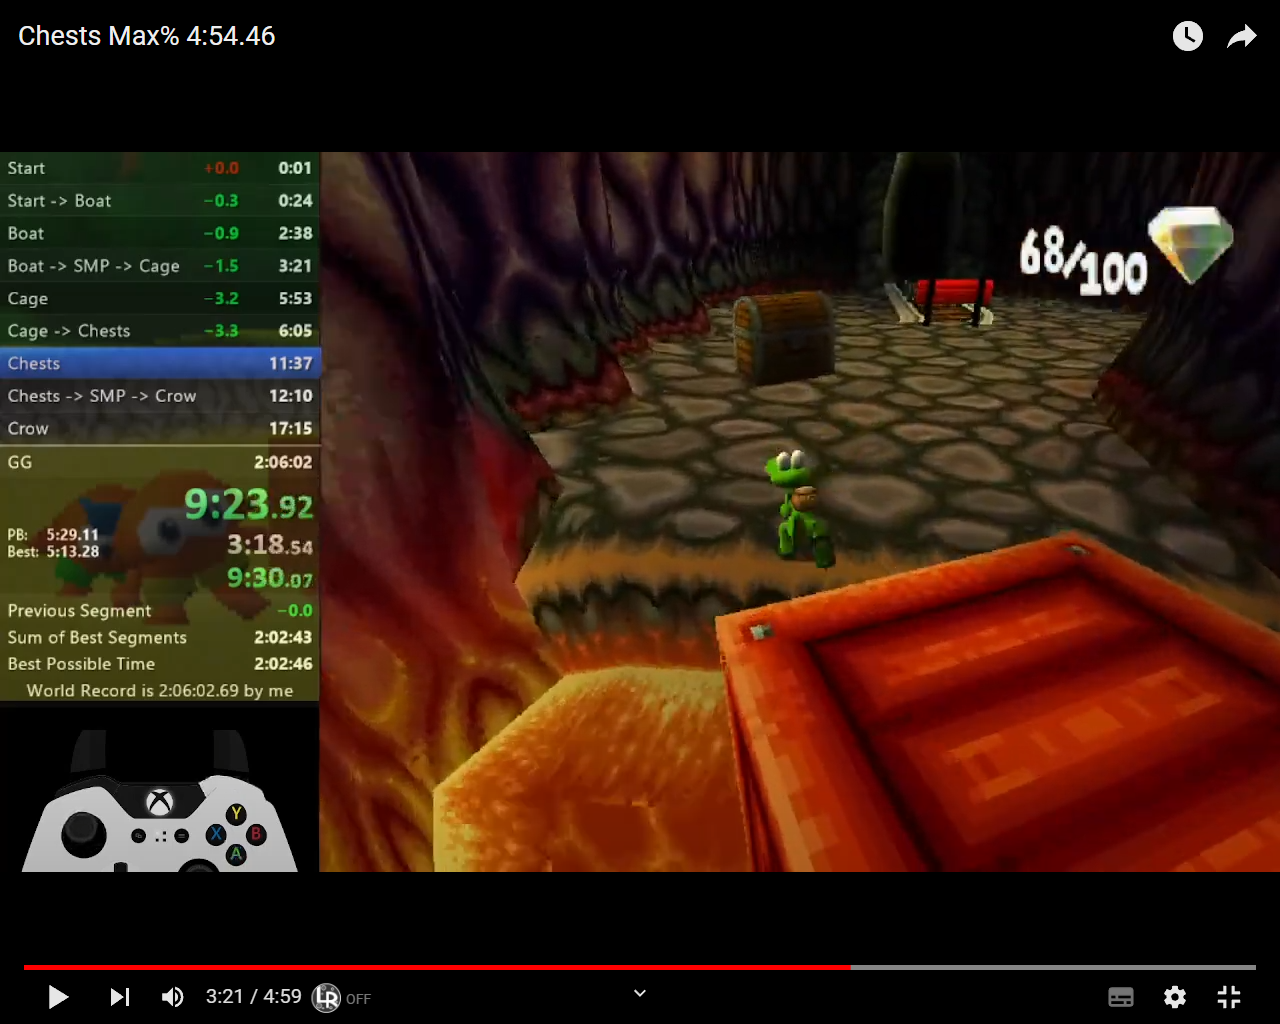 Chests Max% 4:54.46
Start +0.0 0:01
Start -> Boat −0.3 0:24
Boat −0.9 2:38
Boat -> SMP -> Cage −1.5 3:21
Cage −3.2 5:53
Cage -> Chests −3.3 6:05
Chests 11:37
Chests -> SMP -> Crow 12:10
Crow 17:15
GG 2:06:02
9:23.92
PB: 5:29.11
Best: 5:13.28
3:18.54
9:30.07
Previous Segment −0.0
Sum of Best Segments 2:02:43
Best Possible Time 2:02:46
World Record is 2:06:02.69 by me
68/100
Y
X B
A
3:21 / 4:59 LR OFF